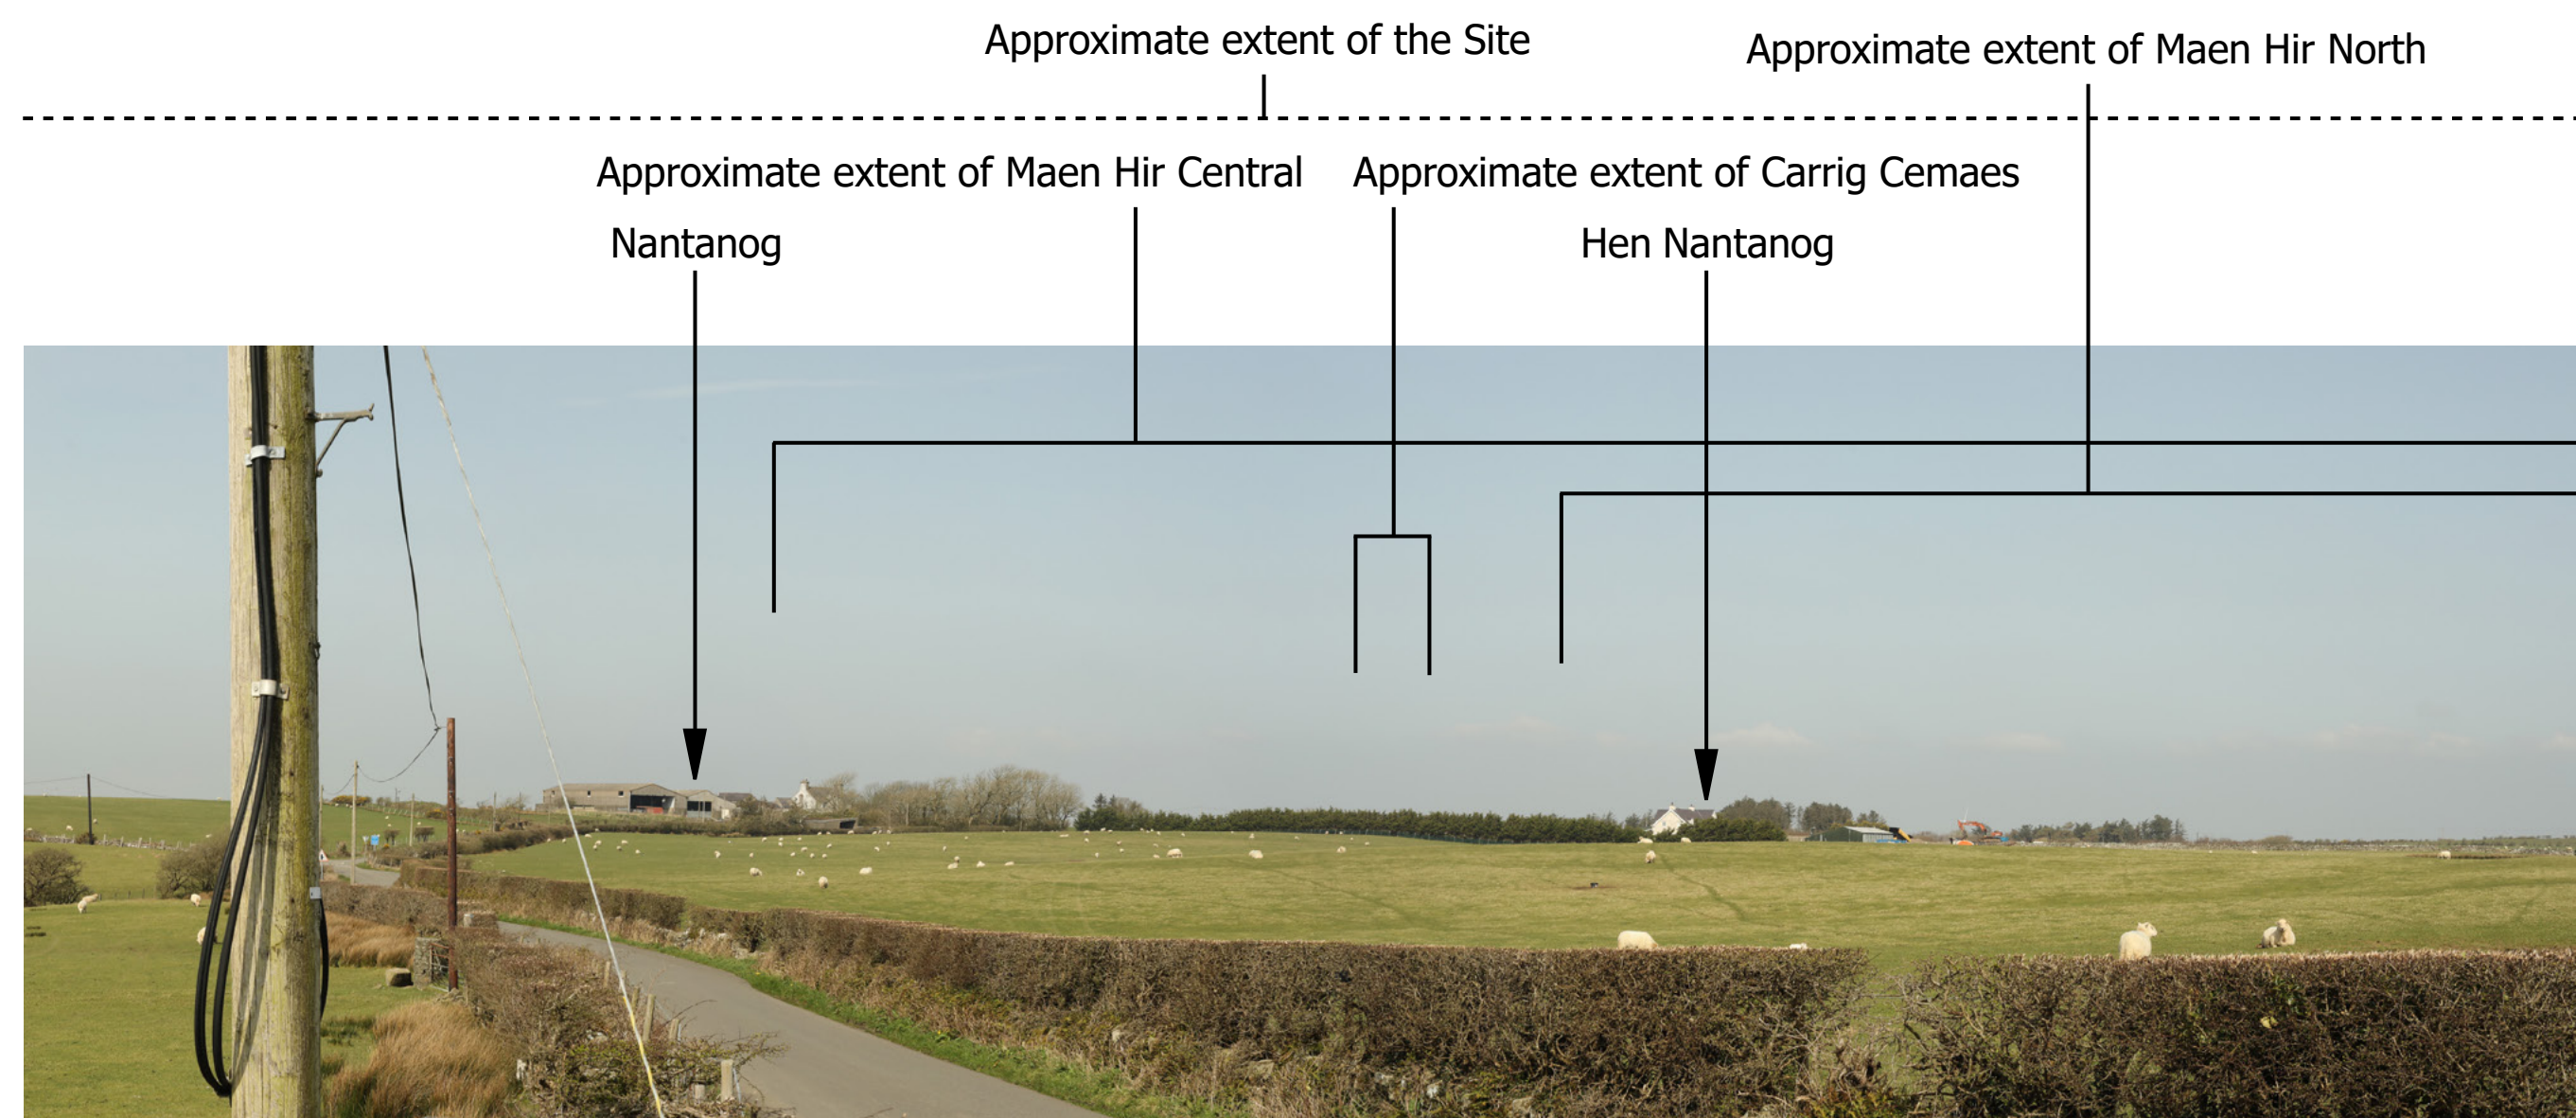 Approximate extent of the Site
Approximate extent of Maen Hir North
Approximate extent of Maen Hir Central
Approximate extent of Carrig Cemaes
Nantanog
Hen Nantanog